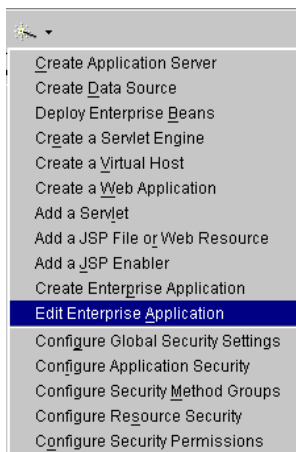 Create Application Server
Create Data Source
Deploy Enterprise Beans
Create a Servlet Engine
Create a Virtual Host
Create a Web Application
Add a Servlet
Add a JSP File or Web Resource
Add a JSP Enabler
Create Enterprise Application
Edit Enterprise Application
Configure Global Security Settings
Configure Application Security
Configure Security Method Groups
Configure Resource Security
Configure Security Permissions